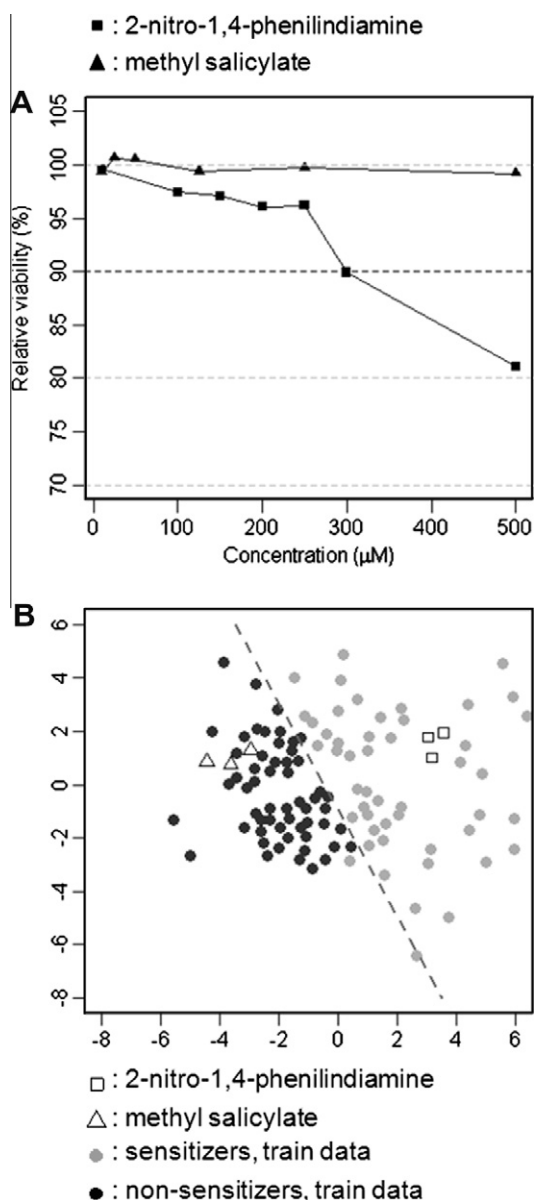 ■ : 2-nitro-1,4-phenilindiamine
▲ : methyl salicylate
A
105
100
95
90
85
80
75
70
Relative viability (%)
0 100 200 300 400 500
Concentration (μM)
B
6
4
2
0
-2
-4
-6
-8
-8 -6 -4 -2 0 2 4 6
□ : 2-nitro-1,4-phenilindiamine
△ : methyl salicylate
● : sensitizers, train data
● : non-sensitizers, train data